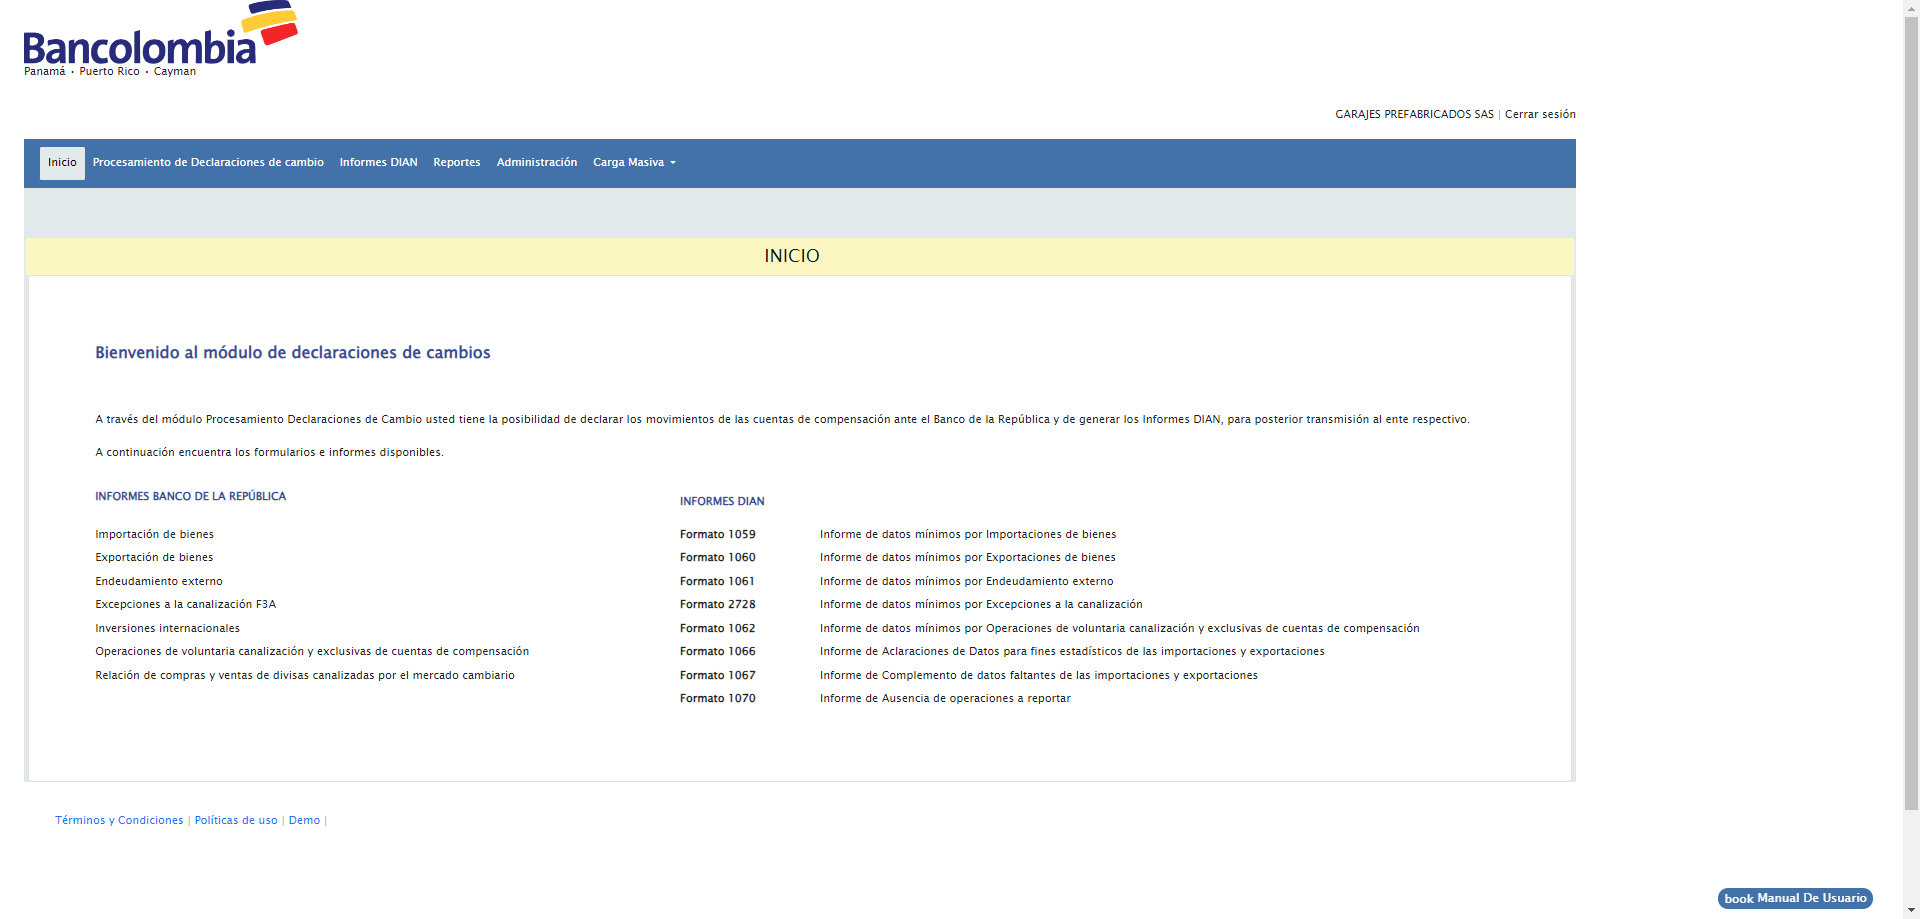 Bancolombia
Panamá • Puerto Rico • Cayman
GARAJES PREFABRICADOS SAS | Cerrar sesión
Inicio Procesamiento de Declaraciones de cambio Informes DIAN Reportes Administración Carga Masiva
INICIO
Bienvenido al módulo de declaraciones de cambios
A través del módulo Procesamiento Declaraciones de Cambio usted tiene la posibilidad de declarar los movimientos de las cuentas de compensación ante el Banco de la República y de generar los Informes DIAN, para posterior transmisión al ente respectivo.
A continuación encuentra los formularios e informes disponibles.
INFORMES BANCO DE LA REPÚBLICA
Importación de bienes
Exportación de bienes
Endeudamiento externo
Excepciones a la canalización F3A
Inversiones internacionales
Operaciones de voluntaria canalización y exclusivas de cuentas de compensación
Relación de compras y ventas de divisas canalizadas por el mercado cambiario
INFORMES DIAN
Formato 1059 Informe de datos mínimos por Importaciones de bienes
Formato 1060 Informe de datos mínimos por Exportaciones de bienes
Formato 1061 Informe de datos mínimos por Endeudamiento externo
Formato 2728 Informe de datos mínimos por Excepciones a la canalización
Formato 1062 Informe de datos mínimos por Operaciones de voluntaria canalización y exclusivas de cuentas de compensación
Formato 1066 Informe de Aclaraciones de Datos para fines estadísticos de las importaciones y exportaciones
Formato 1067 Informe de Complemento de datos faltantes de las importaciones y exportaciones
Formato 1070 Informe de Ausencia de operaciones a reportar
Términos y Condiciones | Políticas de uso | Demo |
book Manual De Usuario